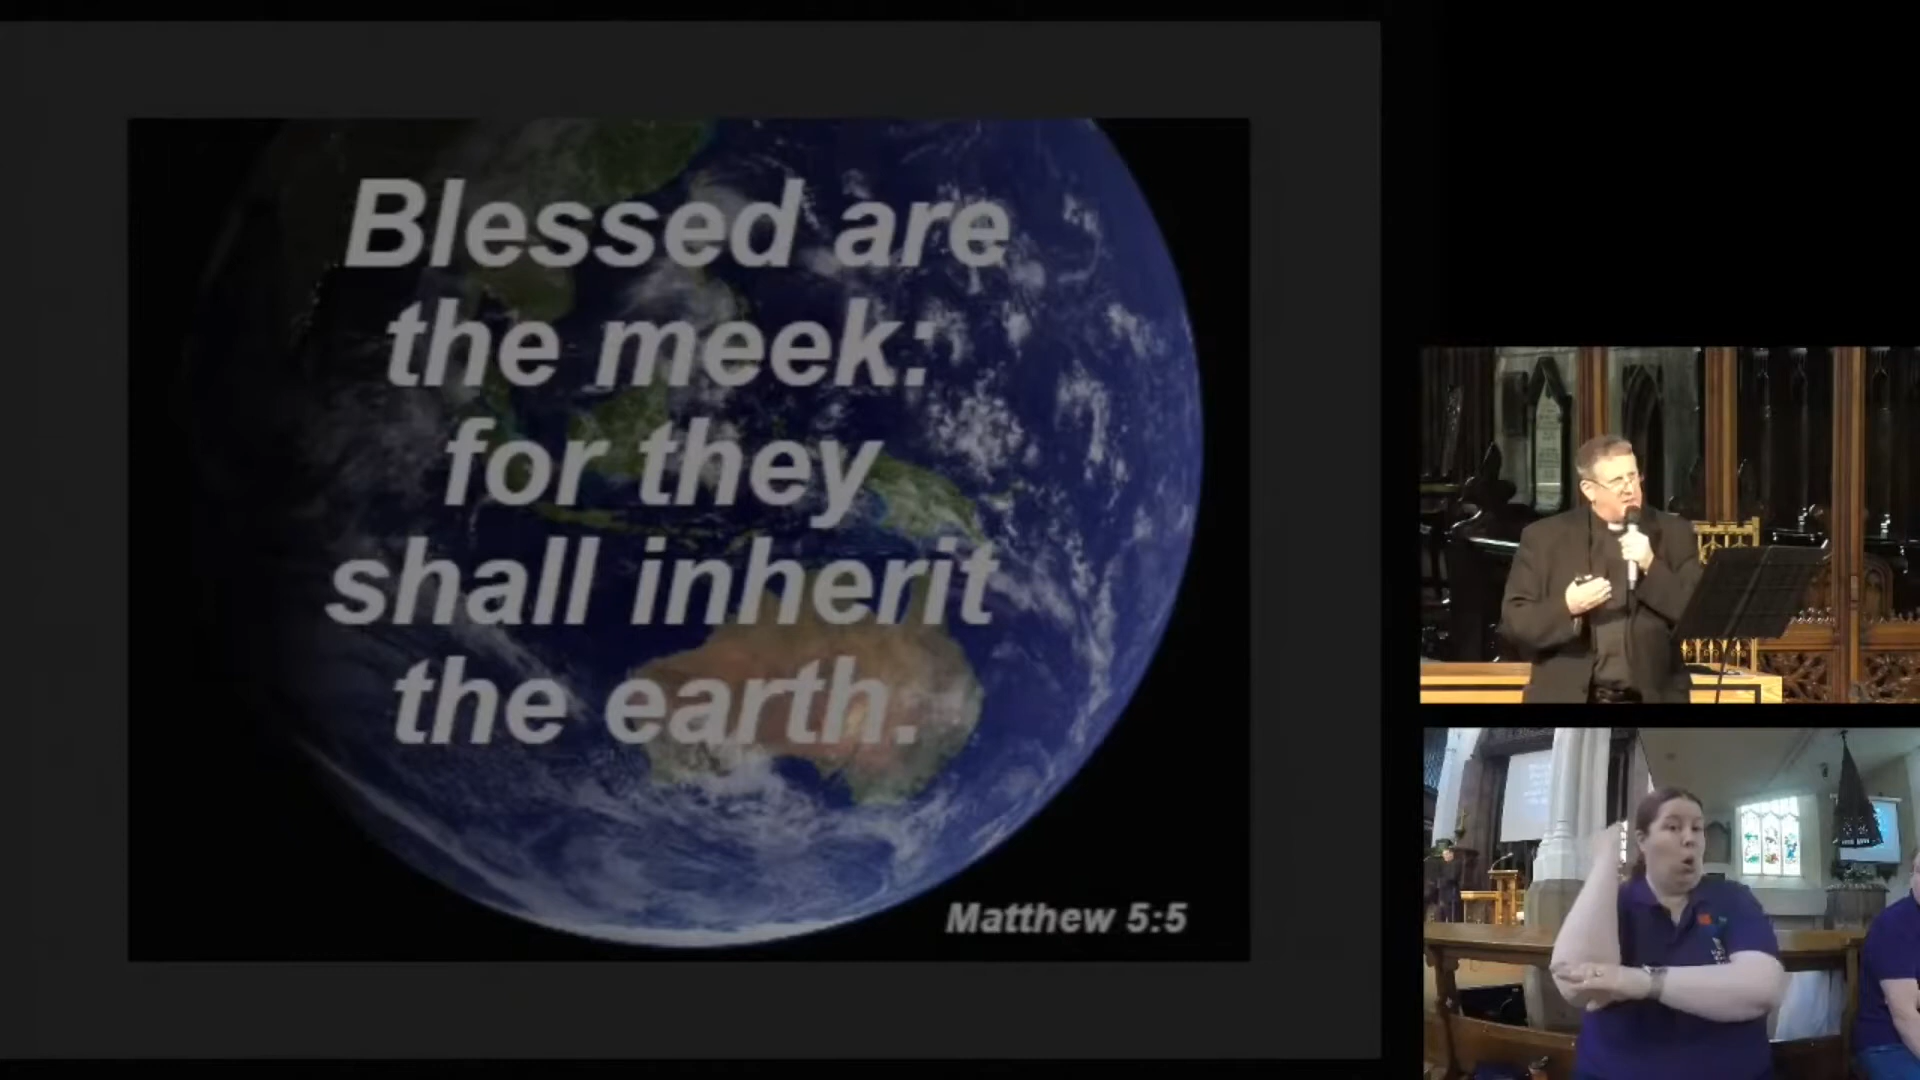 Blessed are
the meek:
for they
shall inherit
the earth.
Matthew 5:5